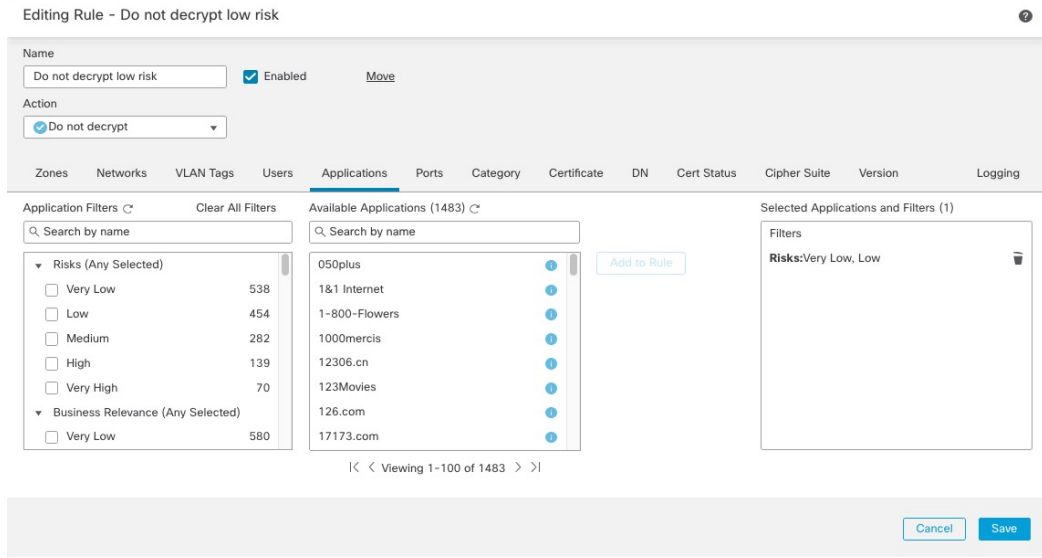 Editing Rule - Do not decrypt low risk
Name
Do not decrypt low risk
Enabled
Move
Action
Do not decrypt
Zones Networks VLAN Tags Users Applications Ports Category Certificate DN Cert Status Cipher Suite Version Logging
Application Filters Clear All Filters
Search by name
Risks (Any Selected)
Very Low 538
Low 454
Medium 282
High 139
Very High 70
Business Relevance (Any Selected)
Very Low 580
Available Applications (1483)
Search by name
050plus
1&1 Internet
1-800-Flowers
1000mercis
12306.cn
123Movies
126.com
17173.com
Viewing 1-100 of 1483
Add to Rule
Selected Applications and Filters (1)
Filters
Risks:Very Low, Low
Cancel
Save